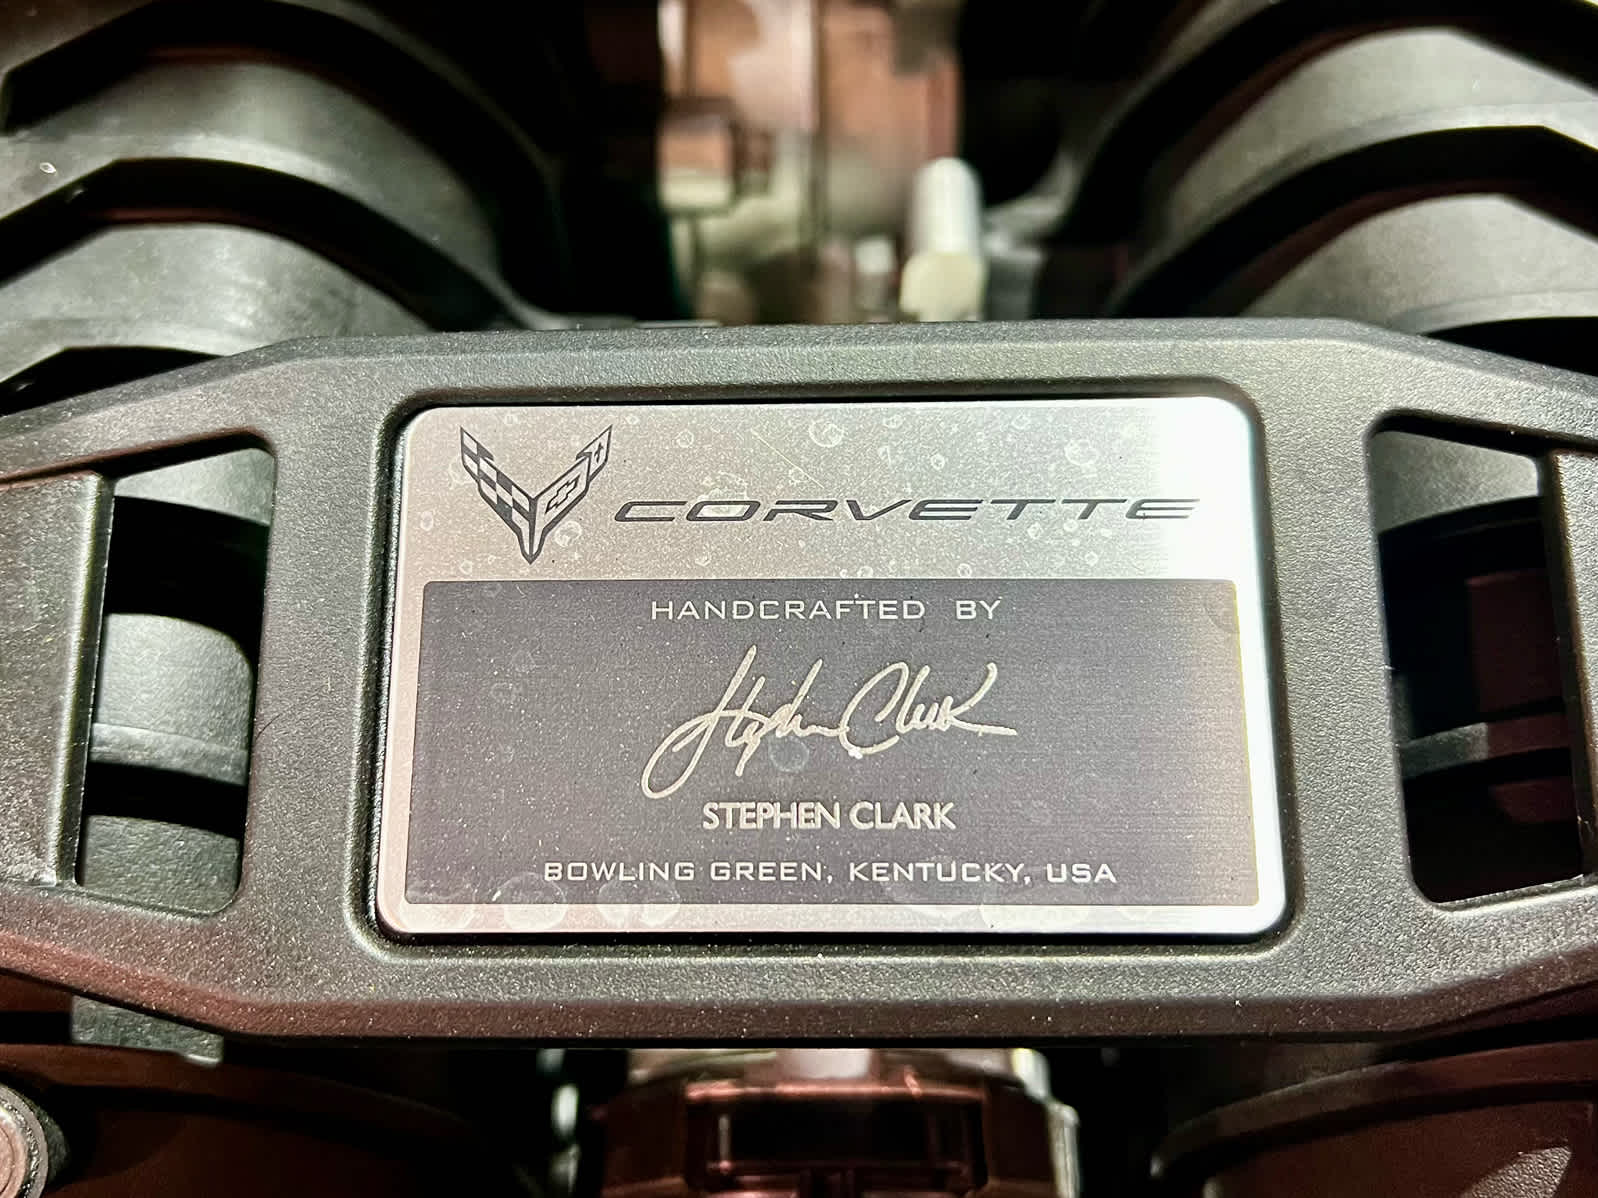 CORVETTE
HANDCRAFTED BY
Stephen Clark
STEPHEN CLARK
BOWLING GREEN, KENTUCKY, USA